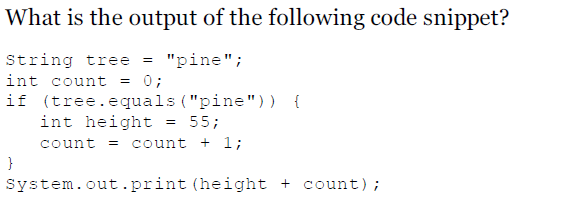 What is the output of the following code snippet?
String tree = "pine";
int count = 0;
if (tree.equals("pine")) {
int height = 55;
count = count + 1;
}
System.out.print(height + count);